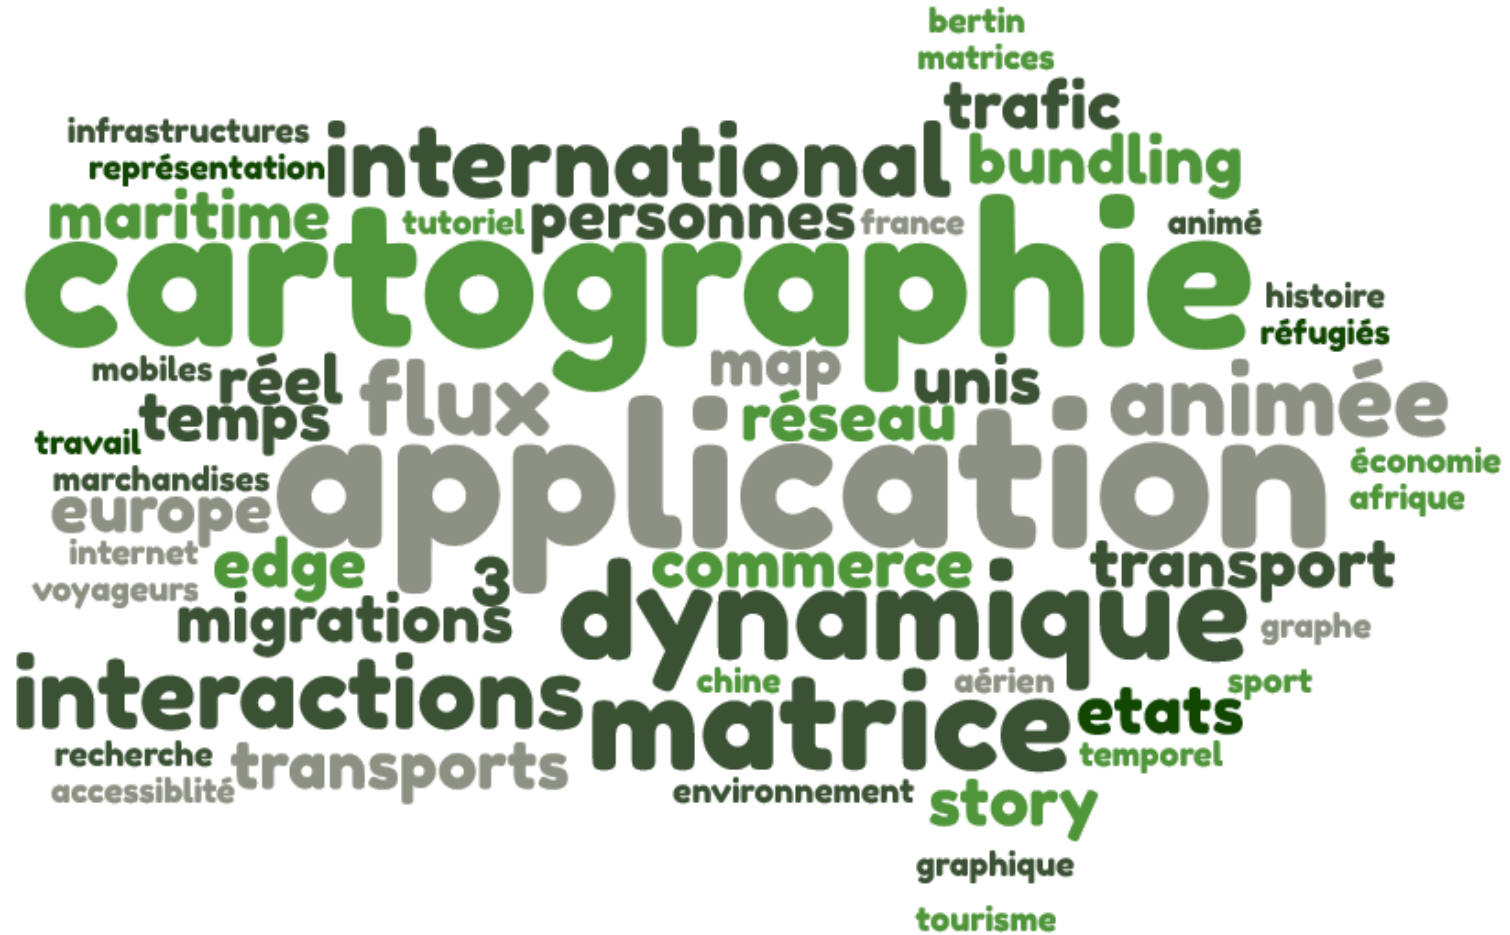 bertin
matrices
trafic
infrastructures
international
bundling
représentation
maritime
tutoriel
personnes
france
animé
cartographie
histoire
réfugiés
mobiles
réel
flux
map
unis
animée
temps
réseau
travail
application
économie
marchandises
europe
afrique
internet
edge
commerce
transport
voyageurs
3
migrations
dynamique
graphe
interactions
chine
aérien
sport
matrice
etats
recherche
transports
temporel
accessiblité
environnement
story
graphique
tourisme